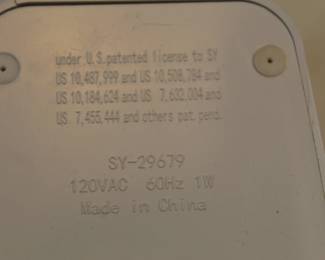 under U.S.patented license to SY
US 10,487,999 and US 10,508,784 and
US 10,184,624 and US 7,632,004 and
US 7,455,444 and others pat. pend.
SY-29679
120VAC 60Hz 1W
Made in China